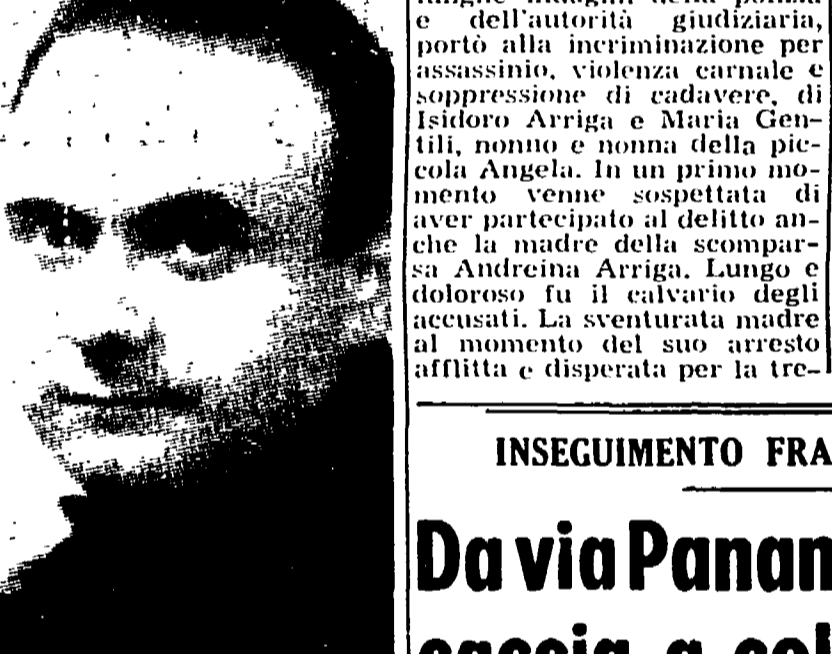 e dell'autorità giudiziaria,
portò alla incriminazione per
assassinio, violenza carnale e
soppressione di cadavere, di
Isidoro Arriga e Maria Gen-
tili, nonno e nonna della pic-
cola Angela. In un primo mo-
mento venne sospettata di
aver partecipato al delitto an-
che la madre della scompar-
sa Andreina Arriga. Lungo e
doloroso fu il calvario degli
accusati. La sventurata madre
al momento del suo arresto
afflitta e disperata per la tre-
INSEGUIMENTO FRA
Da via Panan